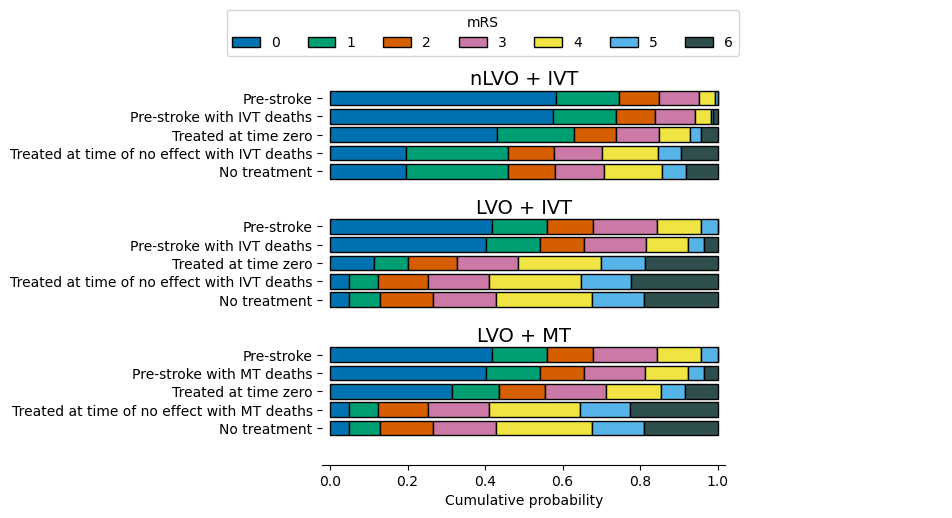 mRS
0 1 2 3 4 5 6
nLVO + IVT
Pre-stroke
Pre-stroke with IVT deaths
Treated at time zero
Treated at time of no effect with IVT deaths
No treatment
LVO + IVT
Pre-stroke
Pre-stroke with IVT deaths
Treated at time zero
Treated at time of no effect with IVT deaths
No treatment
LVO + MT
Pre-stroke
Pre-stroke with MT deaths
Treated at time zero
Treated at time of no effect with MT deaths
No treatment
0.0 0.2 0.4 0.6 0.8 1.0
Cumulative probability